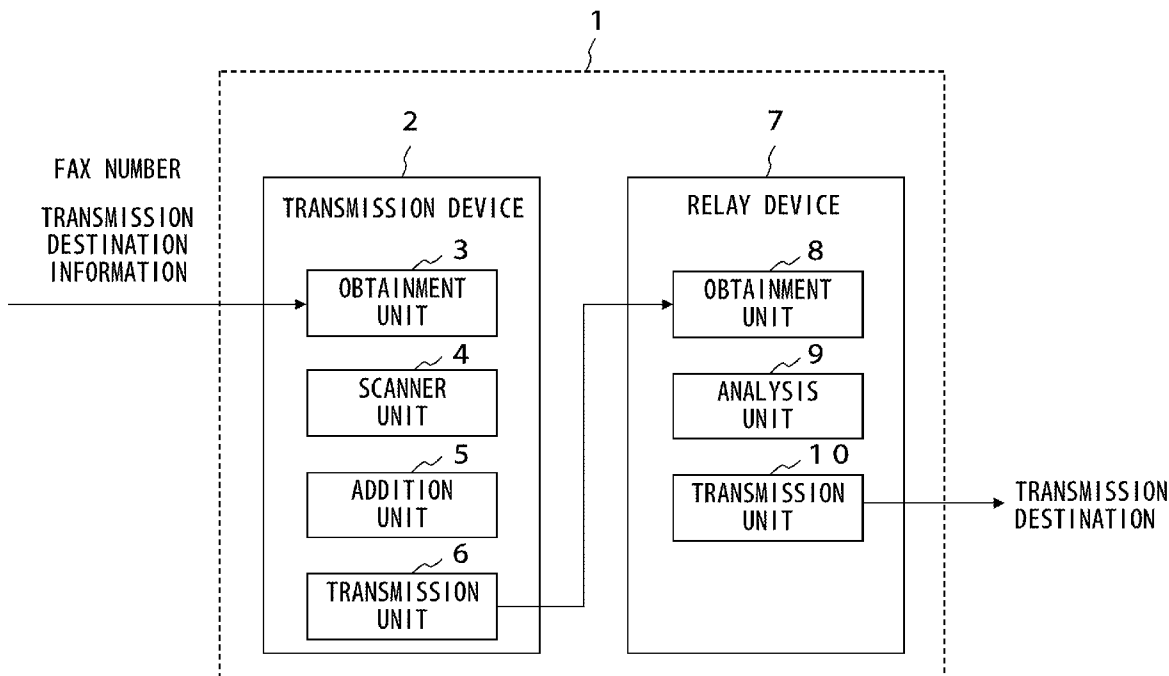 1
2
7
FAX NUMBER
TRANSMISSION
DESTINATION
INFORMATION
TRANSMISSION DEVICE
3
OBTAINMENT
UNIT
4
SCANNER
UNIT
5
ADDITION
UNIT
6
TRANSMISSION
UNIT
RELAY DEVICE
8
OBTAINMENT
UNIT
9
ANALYSIS
UNIT
10
TRANSMISSION
UNIT
TRANSMISSION
DESTINATION